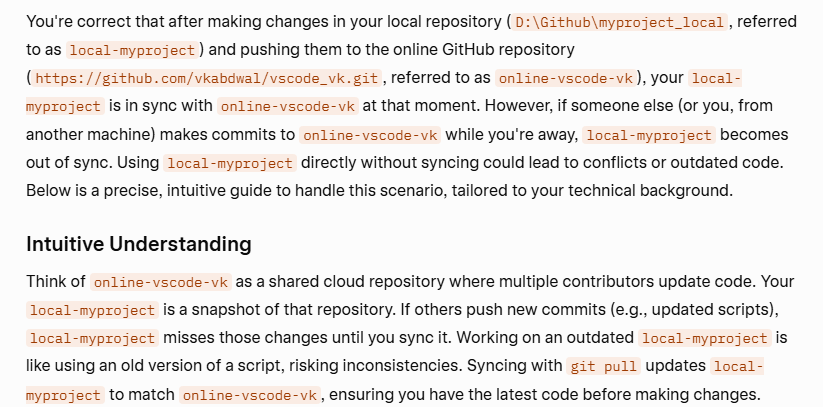 You're correct that after making changes in your local repository ( D:\Github\myproject_local , referred
to as local-myproject ) and pushing them to the online GitHub repository
( https://github.com/vkabdwal/vscode_vk.git , referred to as online-vscode-vk ), your local-
myproject is in sync with online-vscode-vk at that moment. However, if someone else (or you, from
another machine) makes commits to online-vscode-vk while you're away, local-myproject becomes
out of sync. Using local-myproject directly without syncing could lead to conflicts or outdated code.
Below is a precise, intuitive guide to handle this scenario, tailored to your technical background.
Intuitive Understanding
Think of online-vscode-vk as a shared cloud repository where multiple contributors update code. Your
local-myproject is a snapshot of that repository. If others push new commits (e.g., updated scripts),
local-myproject misses those changes until you sync it. Working on an outdated local-myproject is
like using an old version of a script, risking inconsistencies. Syncing with git pull updates local-
myproject to match online-vscode-vk , ensuring you have the latest code before making changes.